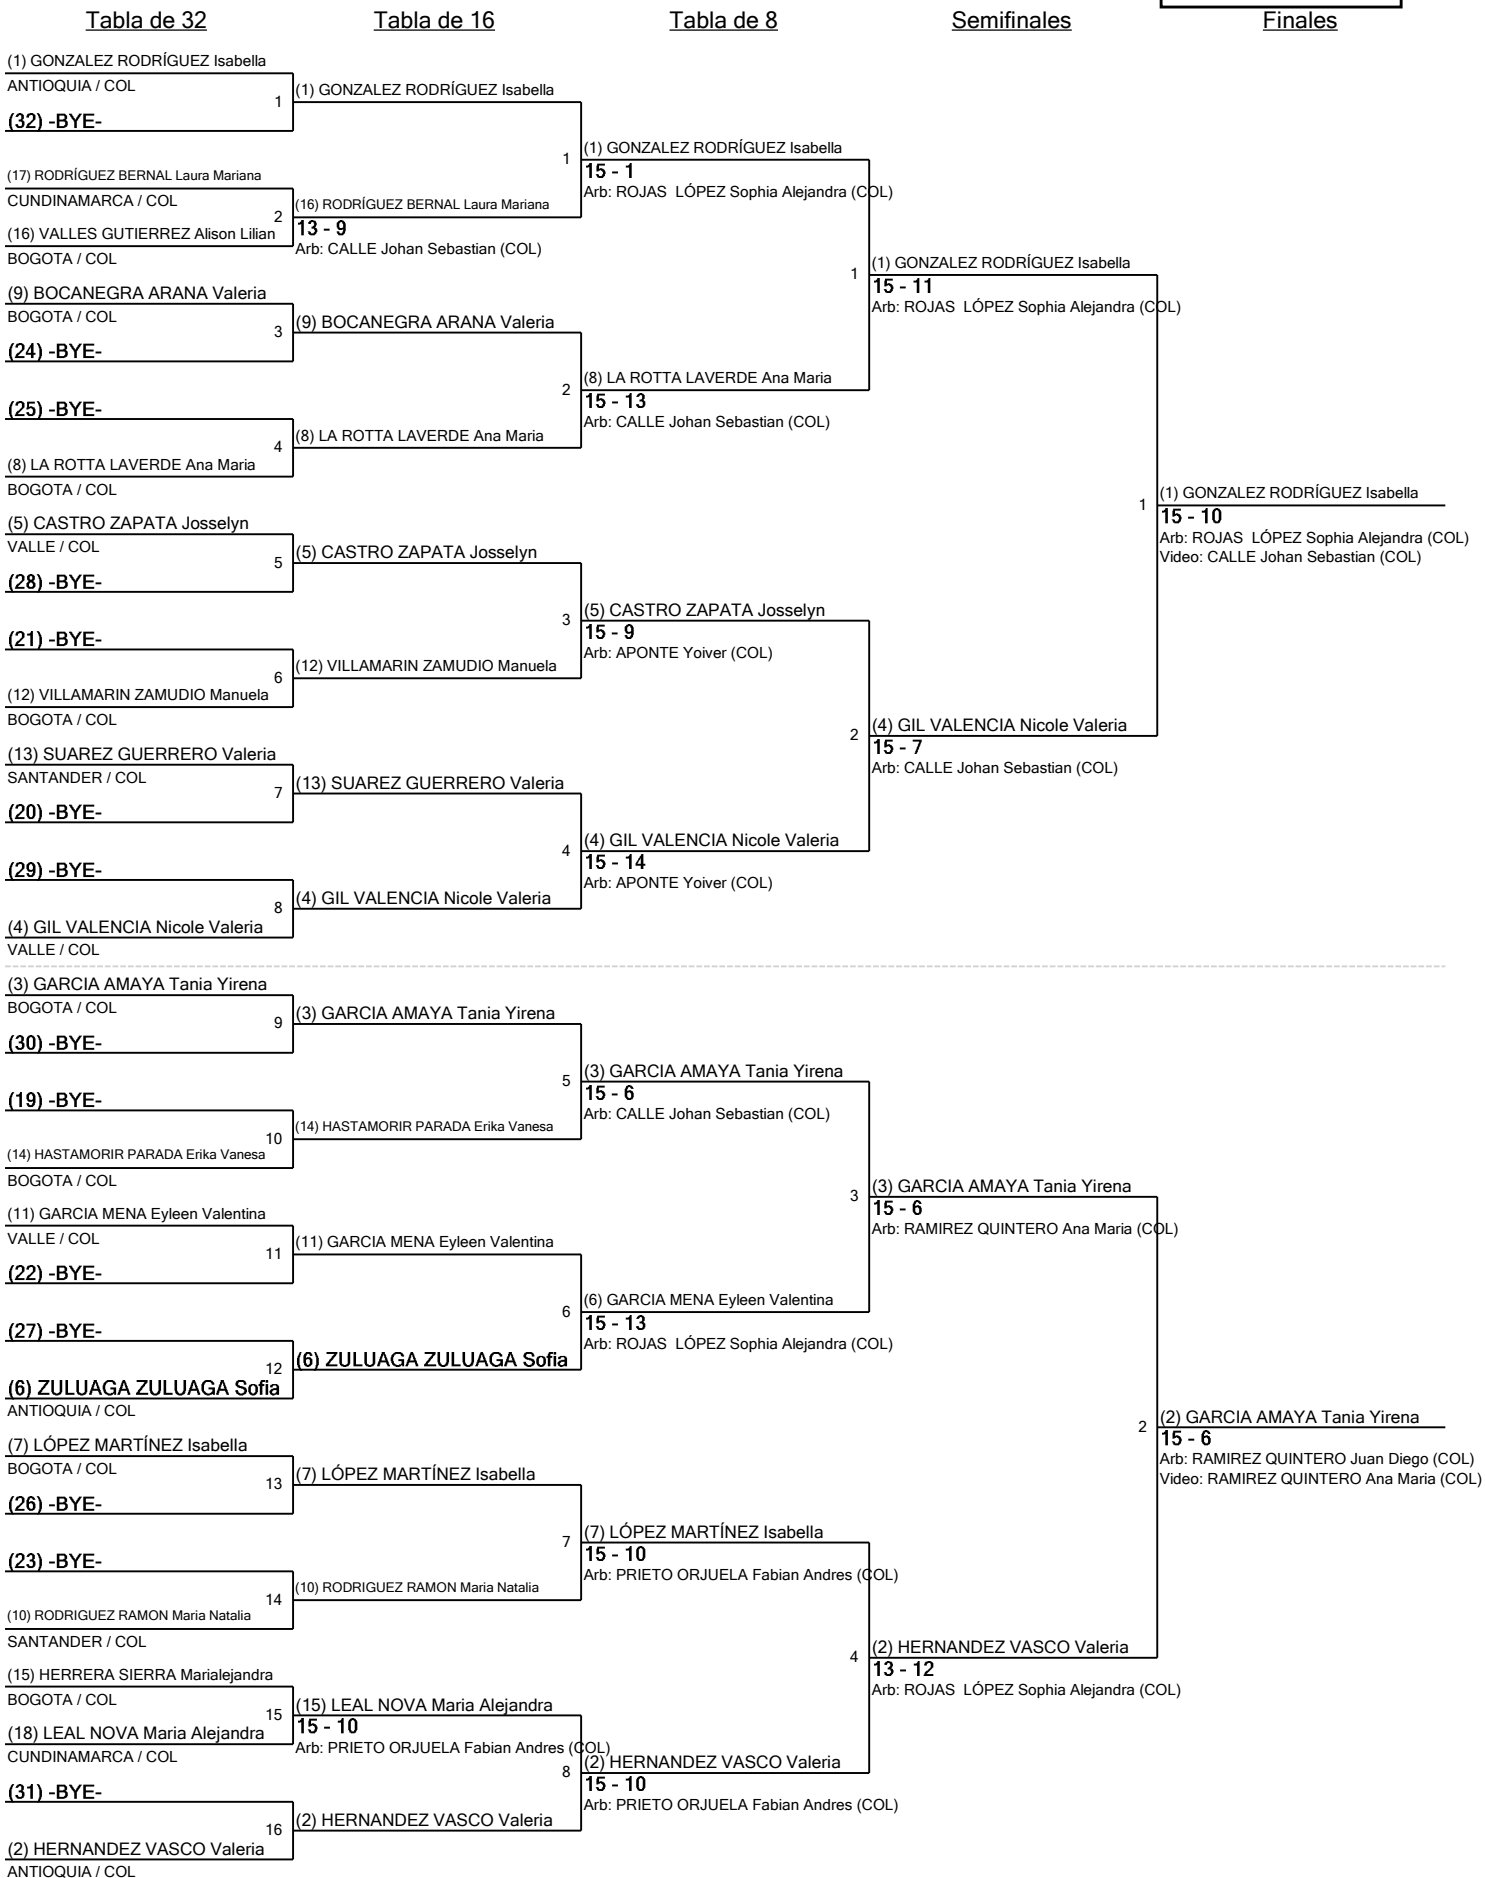 Tabla de 32
Tabla de 16
Tabla de 8
Semifinales
Finales
(1) GONZALEZ RODRÍGUEZ Isabella
ANTIOQUIA / COL
1
(32) -BYE-
(17) RODRÍGUEZ BERNAL Laura Mariana
CUNDINAMARCA / COL
2
(16) VALLES GUTIERREZ Alison Lilian
BOGOTA / COL
(9) BOCANEGRA ARANA Valeria
BOGOTA / COL
3
(24) -BYE-
(25) -BYE-
4
(8) LA ROTTA LAVERDE Ana Maria
BOGOTA / COL
(5) CASTRO ZAPATA Josselyn
VALLE / COL
5
(28) -BYE-
(21) -BYE-
6
(12) VILLAMARIN ZAMUDIO Manuela
BOGOTA / COL
(13) SUAREZ GUERRERO Valeria
SANTANDER / COL
7
(20) -BYE-
(29) -BYE-
8
(4) GIL VALENCIA Nicole Valeria
VALLE / COL
(3) GARCIA AMAYA Tania Yirena
BOGOTA / COL
9
(30) -BYE-
(19) -BYE-
10
(14) HASTAMORIR PARADA Erika Vanesa
BOGOTA / COL
(11) GARCIA MENA Eyleen Valentina
VALLE / COL
11
(22) -BYE-
(27) -BYE-
12
(6) ZULUAGA ZULUAGA Sofia
ANTIOQUIA / COL
(7) LÓPEZ MARTÍNEZ Isabella
BOGOTA / COL
13
(26) -BYE-
(23) -BYE-
14
(10) RODRIGUEZ RAMON Maria Natalia
SANTANDER / COL
(15) HERRERA SIERRA Marialejandra
BOGOTA / COL
15
(18) LEAL NOVA Maria Alejandra
CUNDINAMARCA / COL
(31) -BYE-
16
(2) HERNANDEZ VASCO Valeria
ANTIOQUIA / COL
(1) GONZALEZ RODRÍGUEZ Isabella
1
(16) RODRÍGUEZ BERNAL Laura Mariana
13 - 9
Arb: CALLE Johan Sebastian (COL)
(9) BOCANEGRA ARANA Valeria
2
(8) LA ROTTA LAVERDE Ana Maria
(5) CASTRO ZAPATA Josselyn
3
(12) VILLAMARIN ZAMUDIO Manuela
(13) SUAREZ GUERRERO Valeria
4
(4) GIL VALENCIA Nicole Valeria
(3) GARCIA AMAYA Tania Yirena
5
(14) HASTAMORIR PARADA Erika Vanesa
(11) GARCIA MENA Eyleen Valentina
6
(6) ZULUAGA ZULUAGA Sofia
(7) LÓPEZ MARTÍNEZ Isabella
7
(10) RODRIGUEZ RAMON Maria Natalia
(15) LEAL NOVA Maria Alejandra
15 - 10
Arb: PRIETO ORJUELA Fabian Andres (COL)
8
(2) HERNANDEZ VASCO Valeria
(1) GONZALEZ RODRÍGUEZ Isabella
15 - 1
Arb: ROJAS LÓPEZ Sophia Alejandra (COL)
1
(8) LA ROTTA LAVERDE Ana Maria
15 - 13
Arb: CALLE Johan Sebastian (COL)
(5) CASTRO ZAPATA Josselyn
15 - 9
Arb: APONTE Yoiver (COL)
2
(4) GIL VALENCIA Nicole Valeria
15 - 14
Arb: APONTE Yoiver (COL)
(3) GARCIA AMAYA Tania Yirena
15 - 6
Arb: CALLE Johan Sebastian (COL)
3
(6) GARCIA MENA Eyleen Valentina
15 - 13
Arb: ROJAS LÓPEZ Sophia Alejandra (COL)
(7) LÓPEZ MARTÍNEZ Isabella
15 - 10
Arb: PRIETO ORJUELA Fabian Andres (COL)
4
(2) HERNANDEZ VASCO Valeria
15 - 10
Arb: PRIETO ORJUELA Fabian Andres (COL)
(1) GONZALEZ RODRÍGUEZ Isabella
15 - 11
Arb: ROJAS LÓPEZ Sophia Alejandra (COL)
1
(4) GIL VALENCIA Nicole Valeria
15 - 7
Arb: CALLE Johan Sebastian (COL)
(3) GARCIA AMAYA Tania Yirena
15 - 6
Arb: RAMIREZ QUINTERO Ana Maria (COL)
2
(2) HERNANDEZ VASCO Valeria
13 - 12
Arb: ROJAS LÓPEZ Sophia Alejandra (COL)
(1) GONZALEZ RODRÍGUEZ Isabella
15 - 10
Arb: ROJAS LÓPEZ Sophia Alejandra (COL)
Video: CALLE Johan Sebastian (COL)
(2) GARCIA AMAYA Tania Yirena
15 - 6
Arb: RAMIREZ QUINTERO Juan Diego (COL)
Video: RAMIREZ QUINTERO Ana Maria (COL)